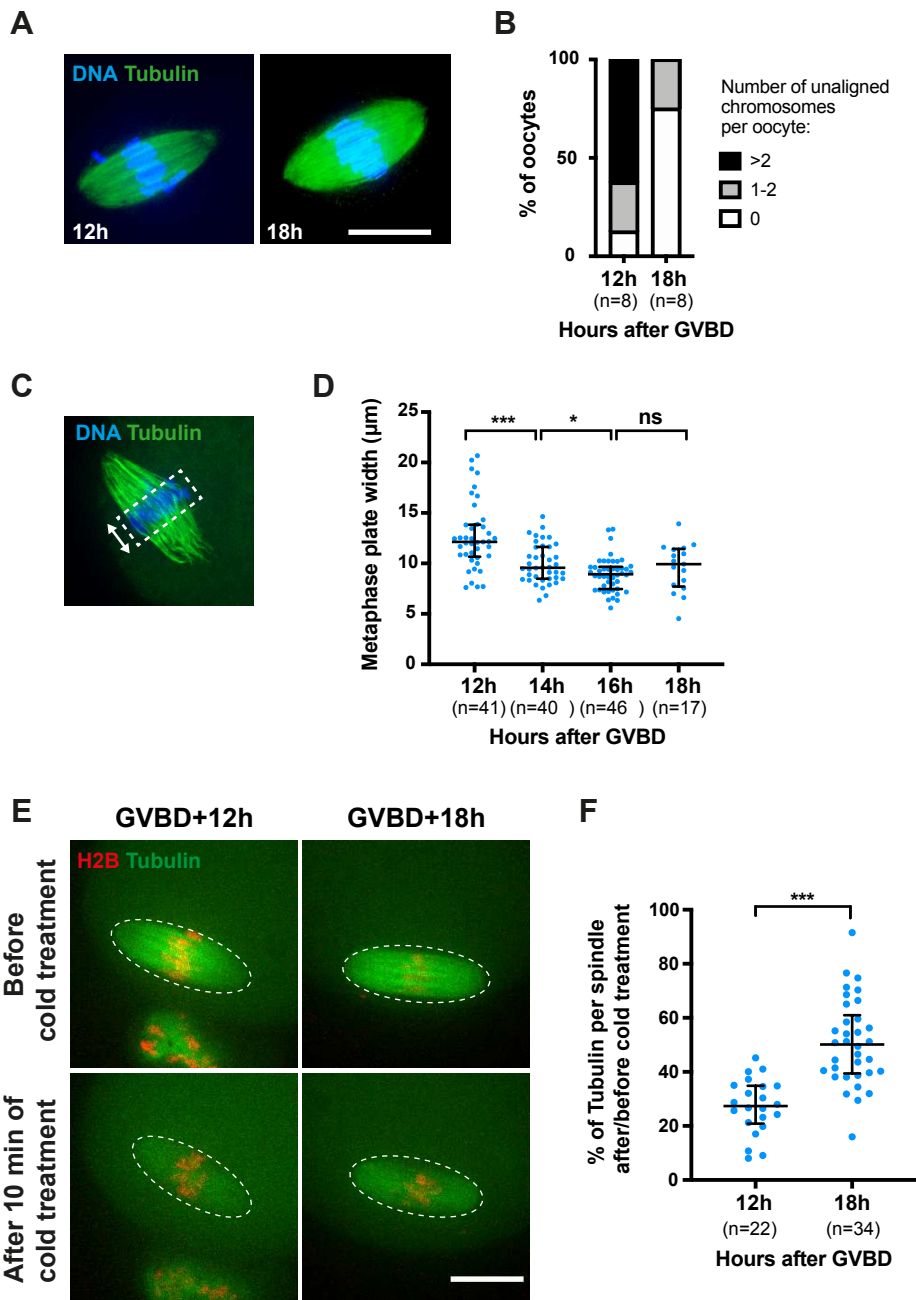 A
DNA Tubulin
12h
18h
B
100
50
0
% of oocytes
12h
18h
(n=8)
(n=8)
Hours after GVBD
Number of unaligned
chromosomes
per oocyte:
>2
1-2
0
C
DNA Tubulin
D
Metaphase plate width (µm)
25
20
15
10
5
0
***
*
ns
12h
14h
16h
18h
(n=41)
(n=40 )
(n=46 )
(n=17)
Hours after GVBD
E
GVBD+12h
GVBD+18h
Before
cold treatment
H2B Tubulin
After 10 min of
cold treatment
F
% of Tubulin per spindle
after/before cold treatment
100
80
60
40
20
0
***
12h
18h
(n=22)
(n=34)
Hours after GVBD